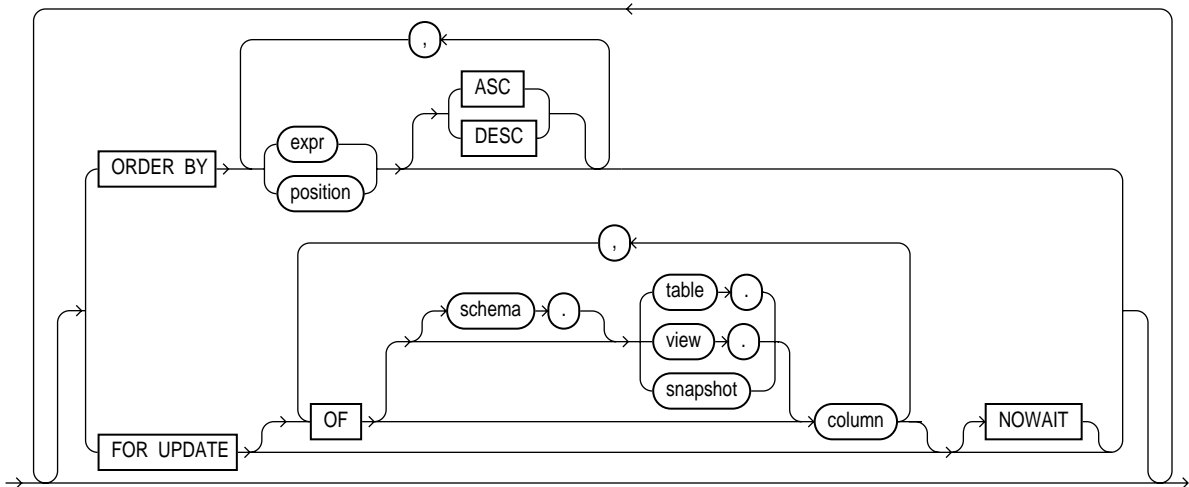 ,
ASC
expr
DESC
ORDER BY
position
,
table .
schema .
view .
snapshot
OF
column
NOWAIT
FOR UPDATE